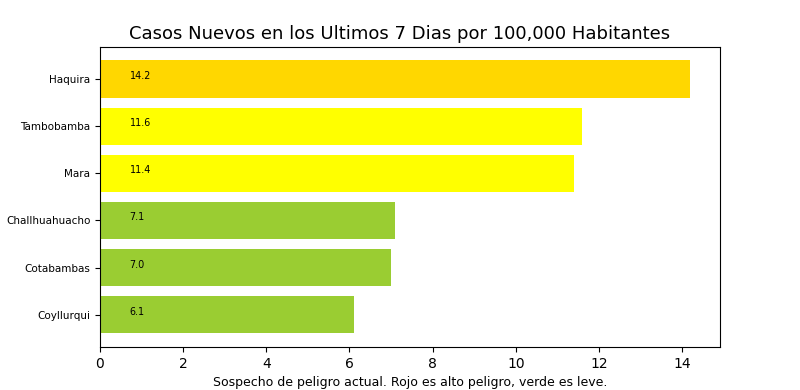 Casos Nuevos en los Ultimos 7 Dias por 100,000 Habitantes
Haquira 14.2
Tambobamba 11.6
Mara 11.4
Challhuahuacho 7.1
Cotabambas 7.0
Coyllurqui 6.1
0 2 4 6 8 10 12 14
Sospecho de peligro actual. Rojo es alto peligro, verde es leve.